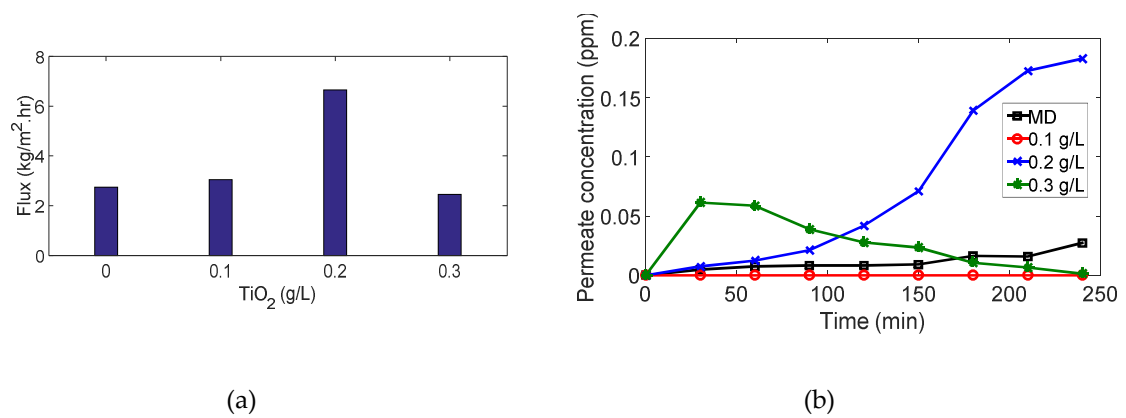 8
6
4
2
0
Flux (kg/m².hr)
0 0.1 0.2 0.3
TiO₂ (g/L)
(a)
0.2
0.15
0.1
0.05
0
Permeate concentration (ppm)
MD
0.1 g/L
0.2 g/L
0.3 g/L
0 50 100 150 200 250
Time (min)
(b)